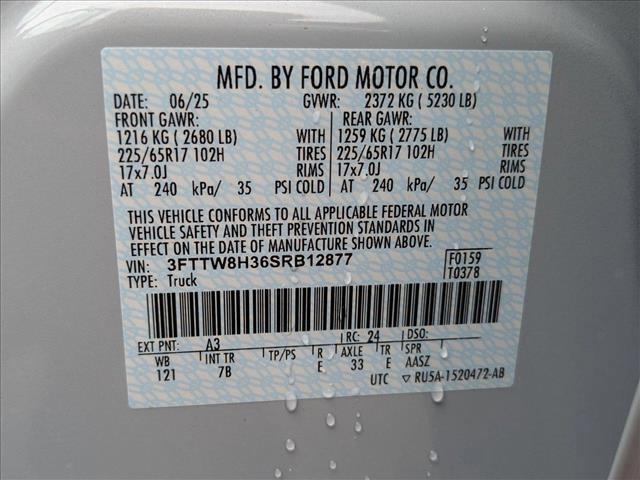 MFD. BY FORD MOTOR CO.
DATE: 06/25 GVWR: 2372 KG ( 5230 LB)
FRONT GAWR: REAR GAWR:
1216 KG ( 2680 LB) WITH 1259 KG ( 2775 LB) WITH
225/65R17 102H TIRES 225/65R17 102H TIRES
17x7.0J RIMS 17x7.0J RIMS
AT 240 kPa/ 35 PSI COLD AT 240 kPa/ 35 PSI COLD
THIS VEHICLE CONFORMS TO ALL APPLICABLE FEDERAL MOTOR
VEHICLE SAFETY AND THEFT PREVENTION STANDARDS IN
EFFECT ON THE DATE OF MANUFACTURE SHOWN ABOVE.
VIN: 3FTTW8H36SRB12877 F0159
TYPE: Truck T0378
EXT PNT: A3 RC: 24 DSO:
WB INT TR TP/PS R AXLE TR SPR
121 7B E 33 E AASZ
UTC ▽ RU5A-1520472-AB